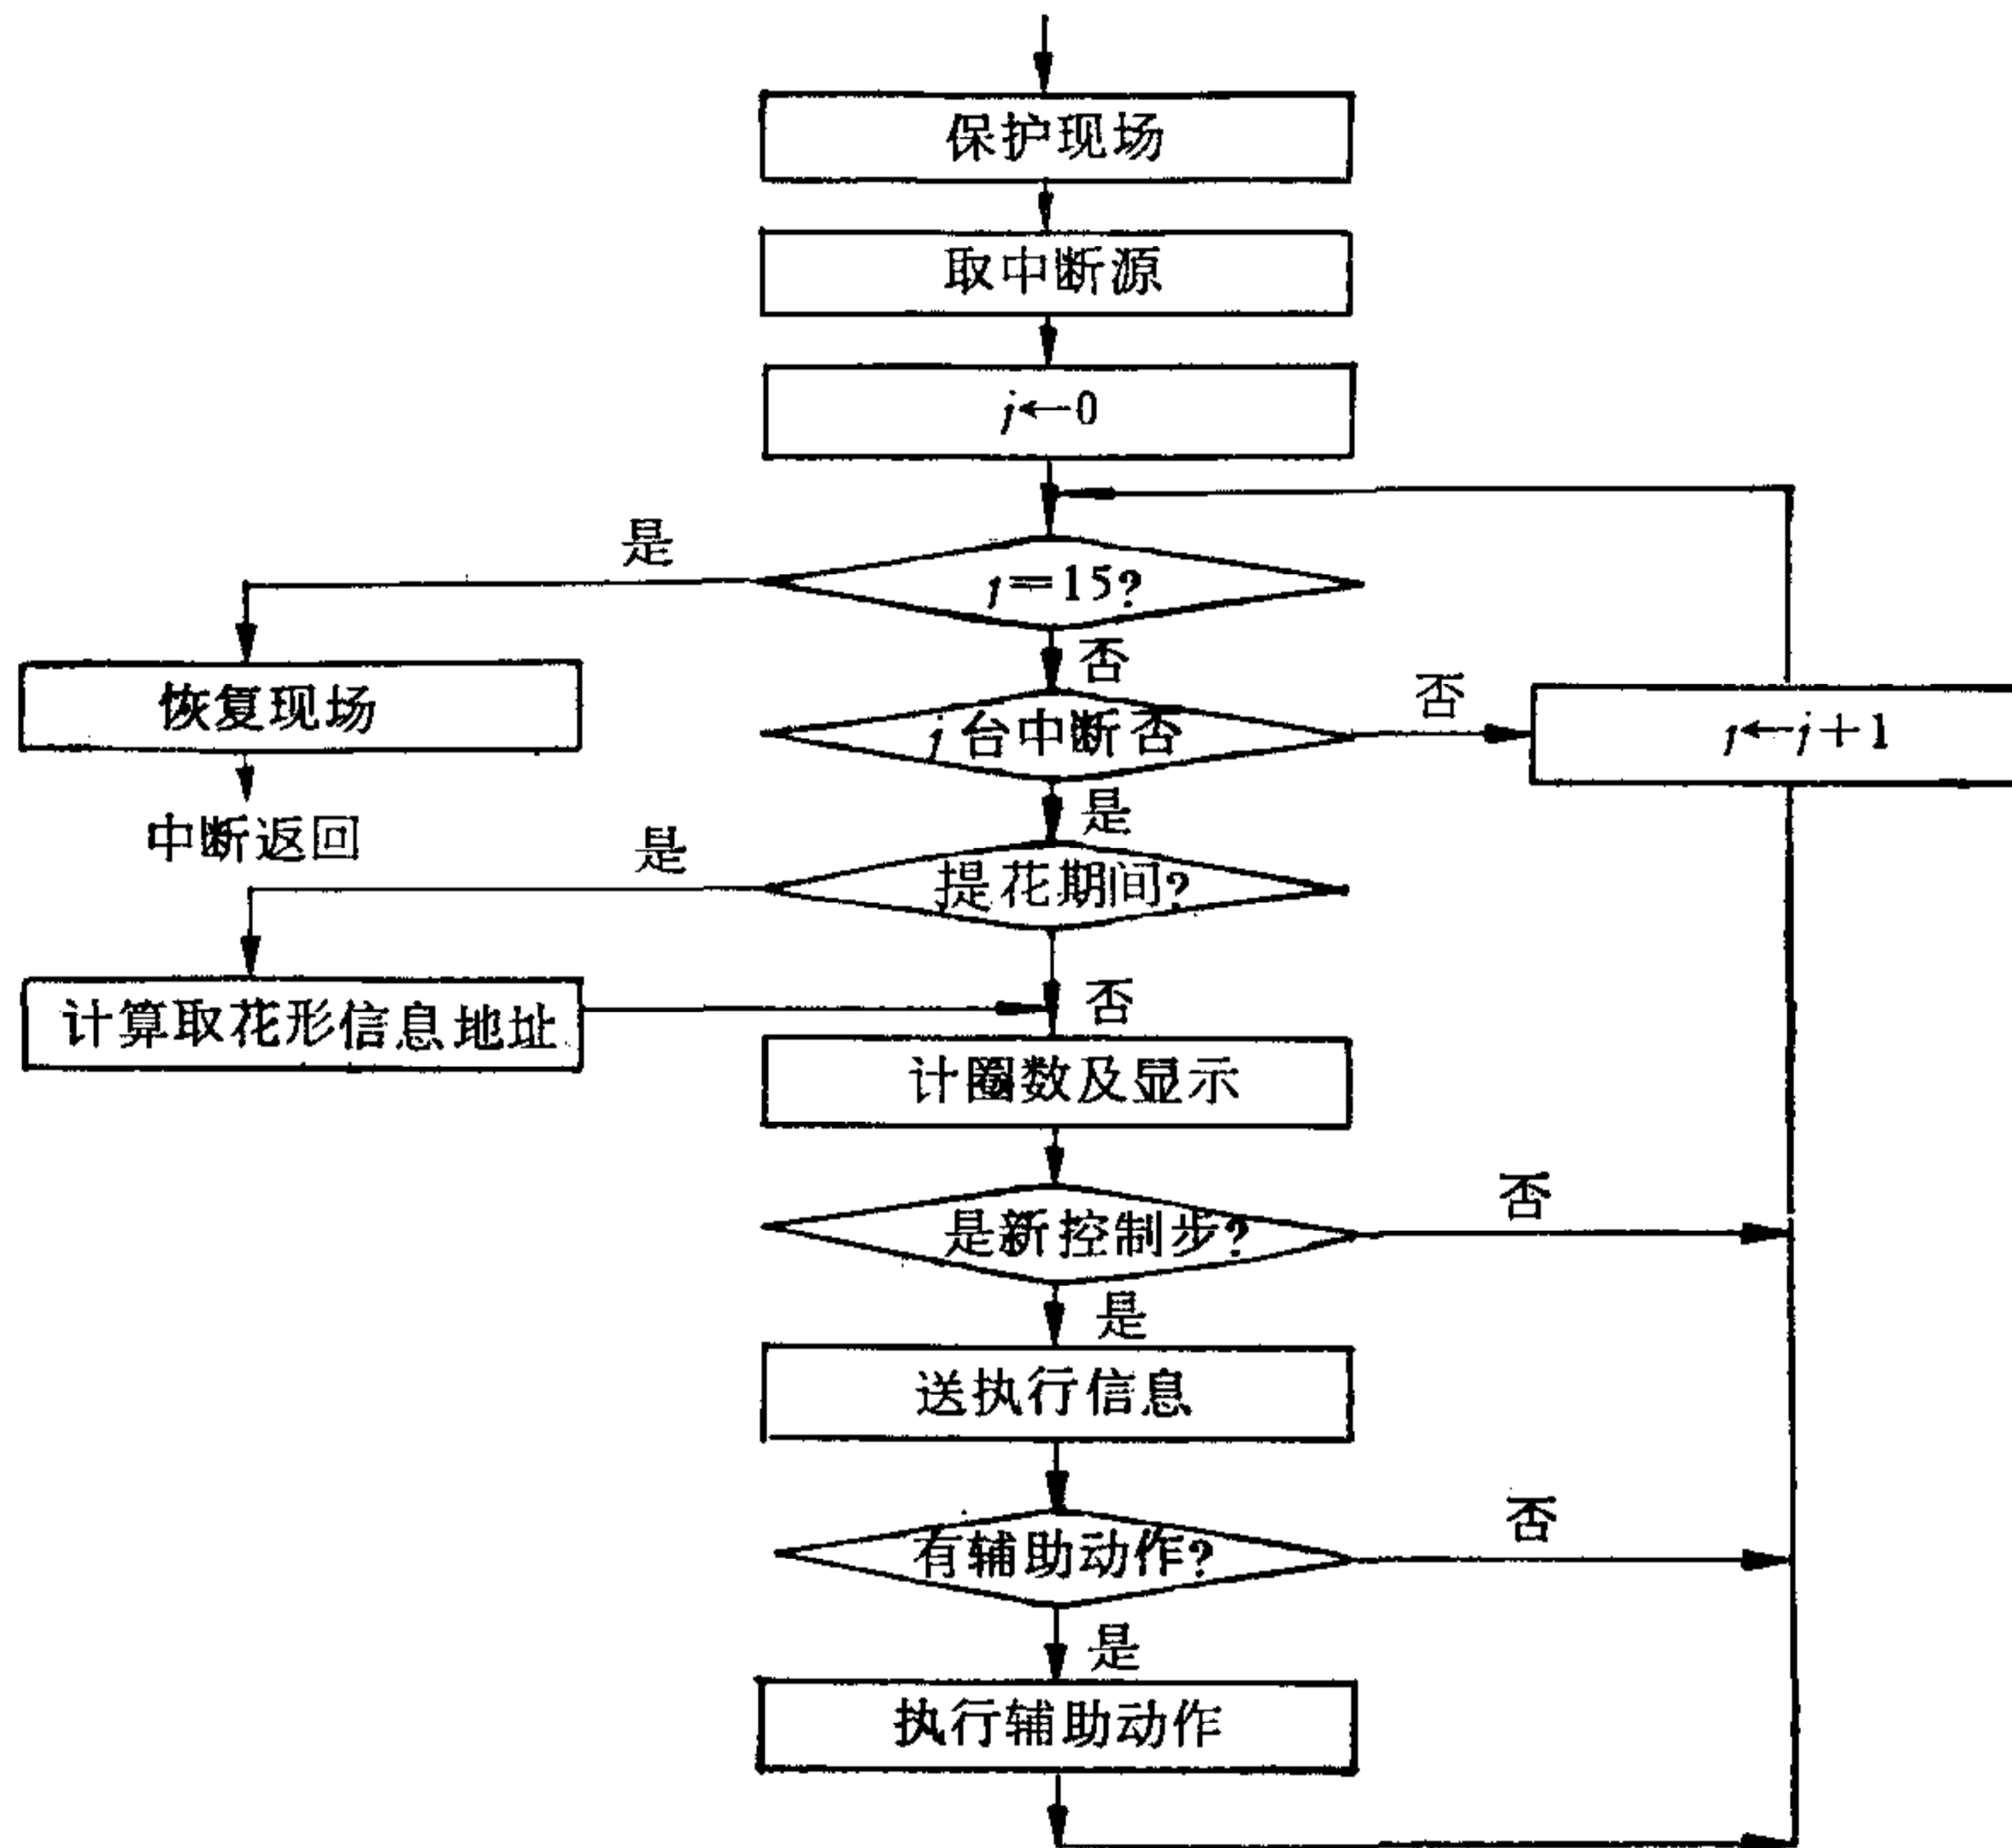 保护现场
取中断源
j←0
是
j=15?
否
恢复现场
j 台中断否
否
j←j+1
是
中断返回
是
提花期间?
否
计算取花形信息地址
计圈数及显示
是新控制步?
否
是
送执行信息
有辅助动作?
否
是
执行辅助动作